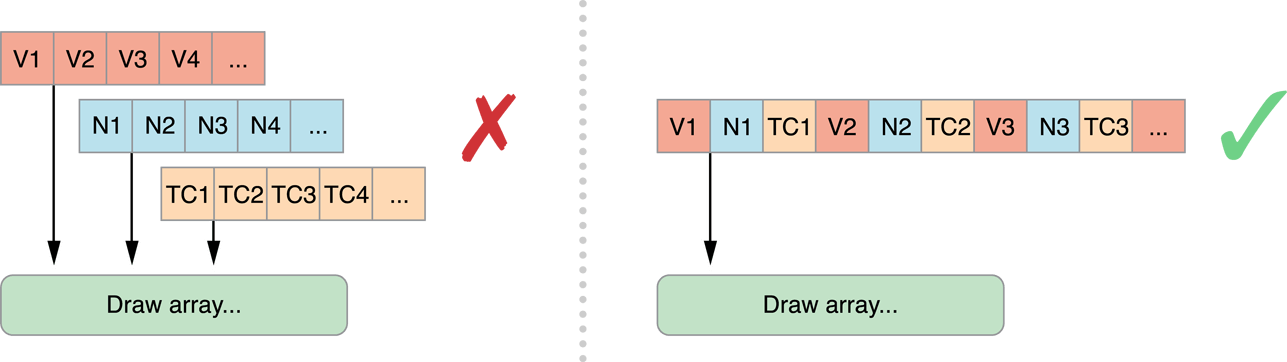 V1 V2 V3 V4 ...
N1 N2 N3 N4 ...
TC1 TC2 TC3 TC4 ...
Draw array...
V1 N1 TC1 V2 N2 TC2 V3 N3 TC3 ...
Draw array...